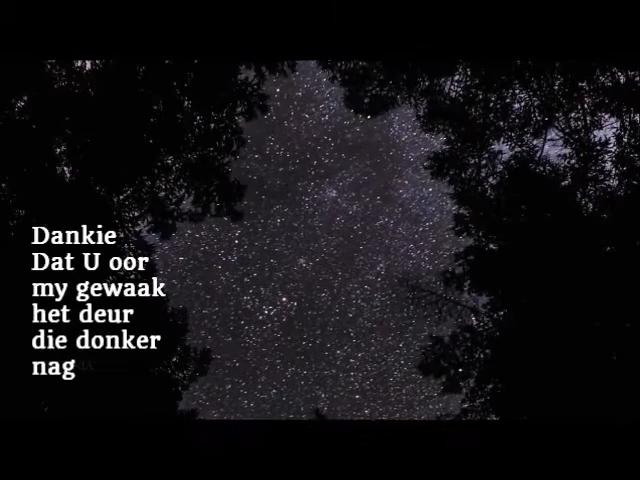 Dankie
Dat U oor
my gewaak
het deur
die donker
nag